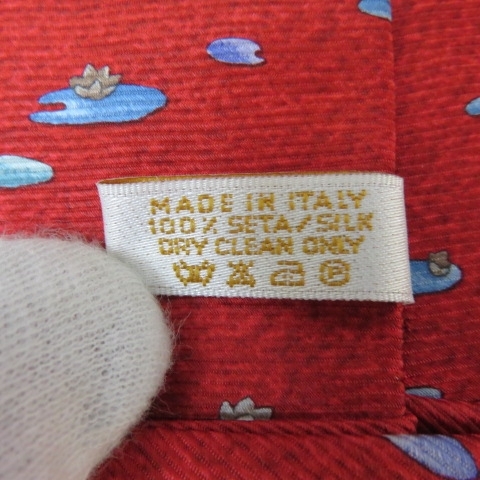 MADE IN ITALY
100% SETA/SILK
DRY CLEAN ONLY